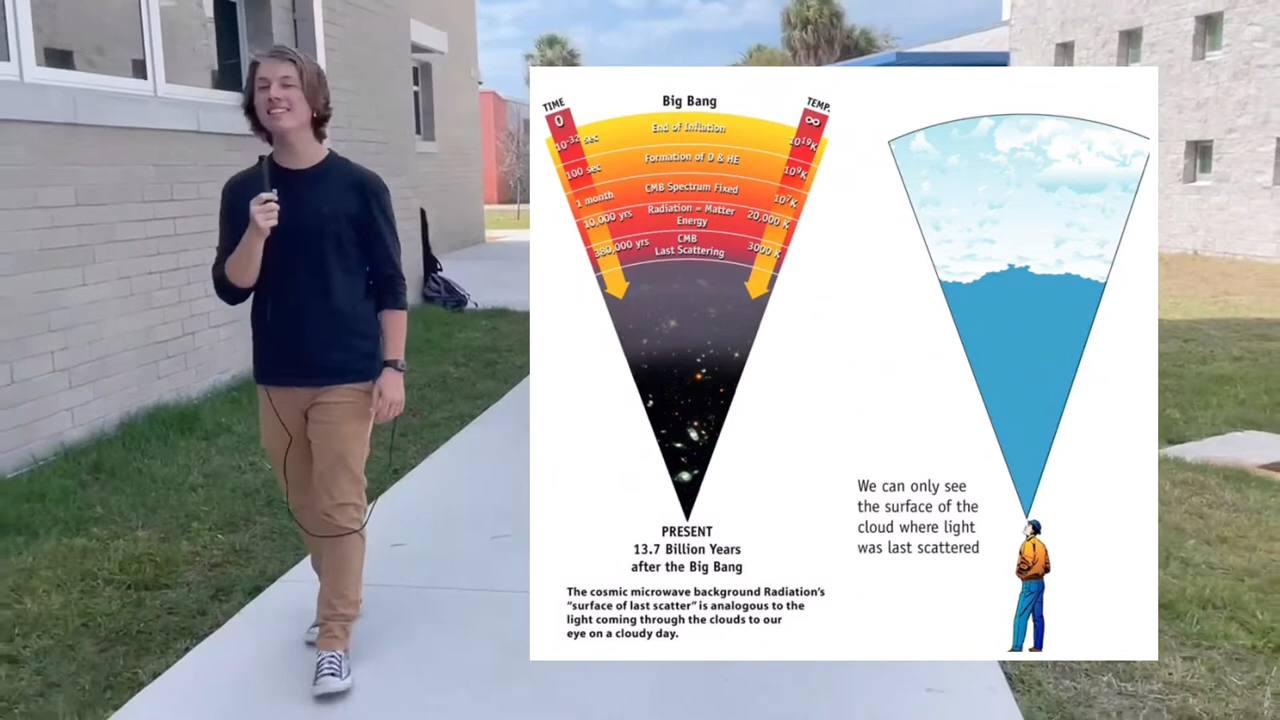 Big Bang
TIME
0
TEMP.
∞
End of Inflation
10-32 sec
10¹⁹K
Formation of D & HE
100 sec
10⁹K
CMB Spectrum Fixed
1 month
10⁷K
Radiation = Matter
Energy
10,000 yrs
20,000 K
CMB
Last Scattering
380,000 yrs
3000 K
PRESENT
13.7 Billion Years
after the Big Bang
The cosmic microwave background Radiation's
"surface of last scatter" is analogous to the
light coming through the clouds to our
eye on a cloudy day.
We can only see
the surface of the
cloud where light
was last scattered